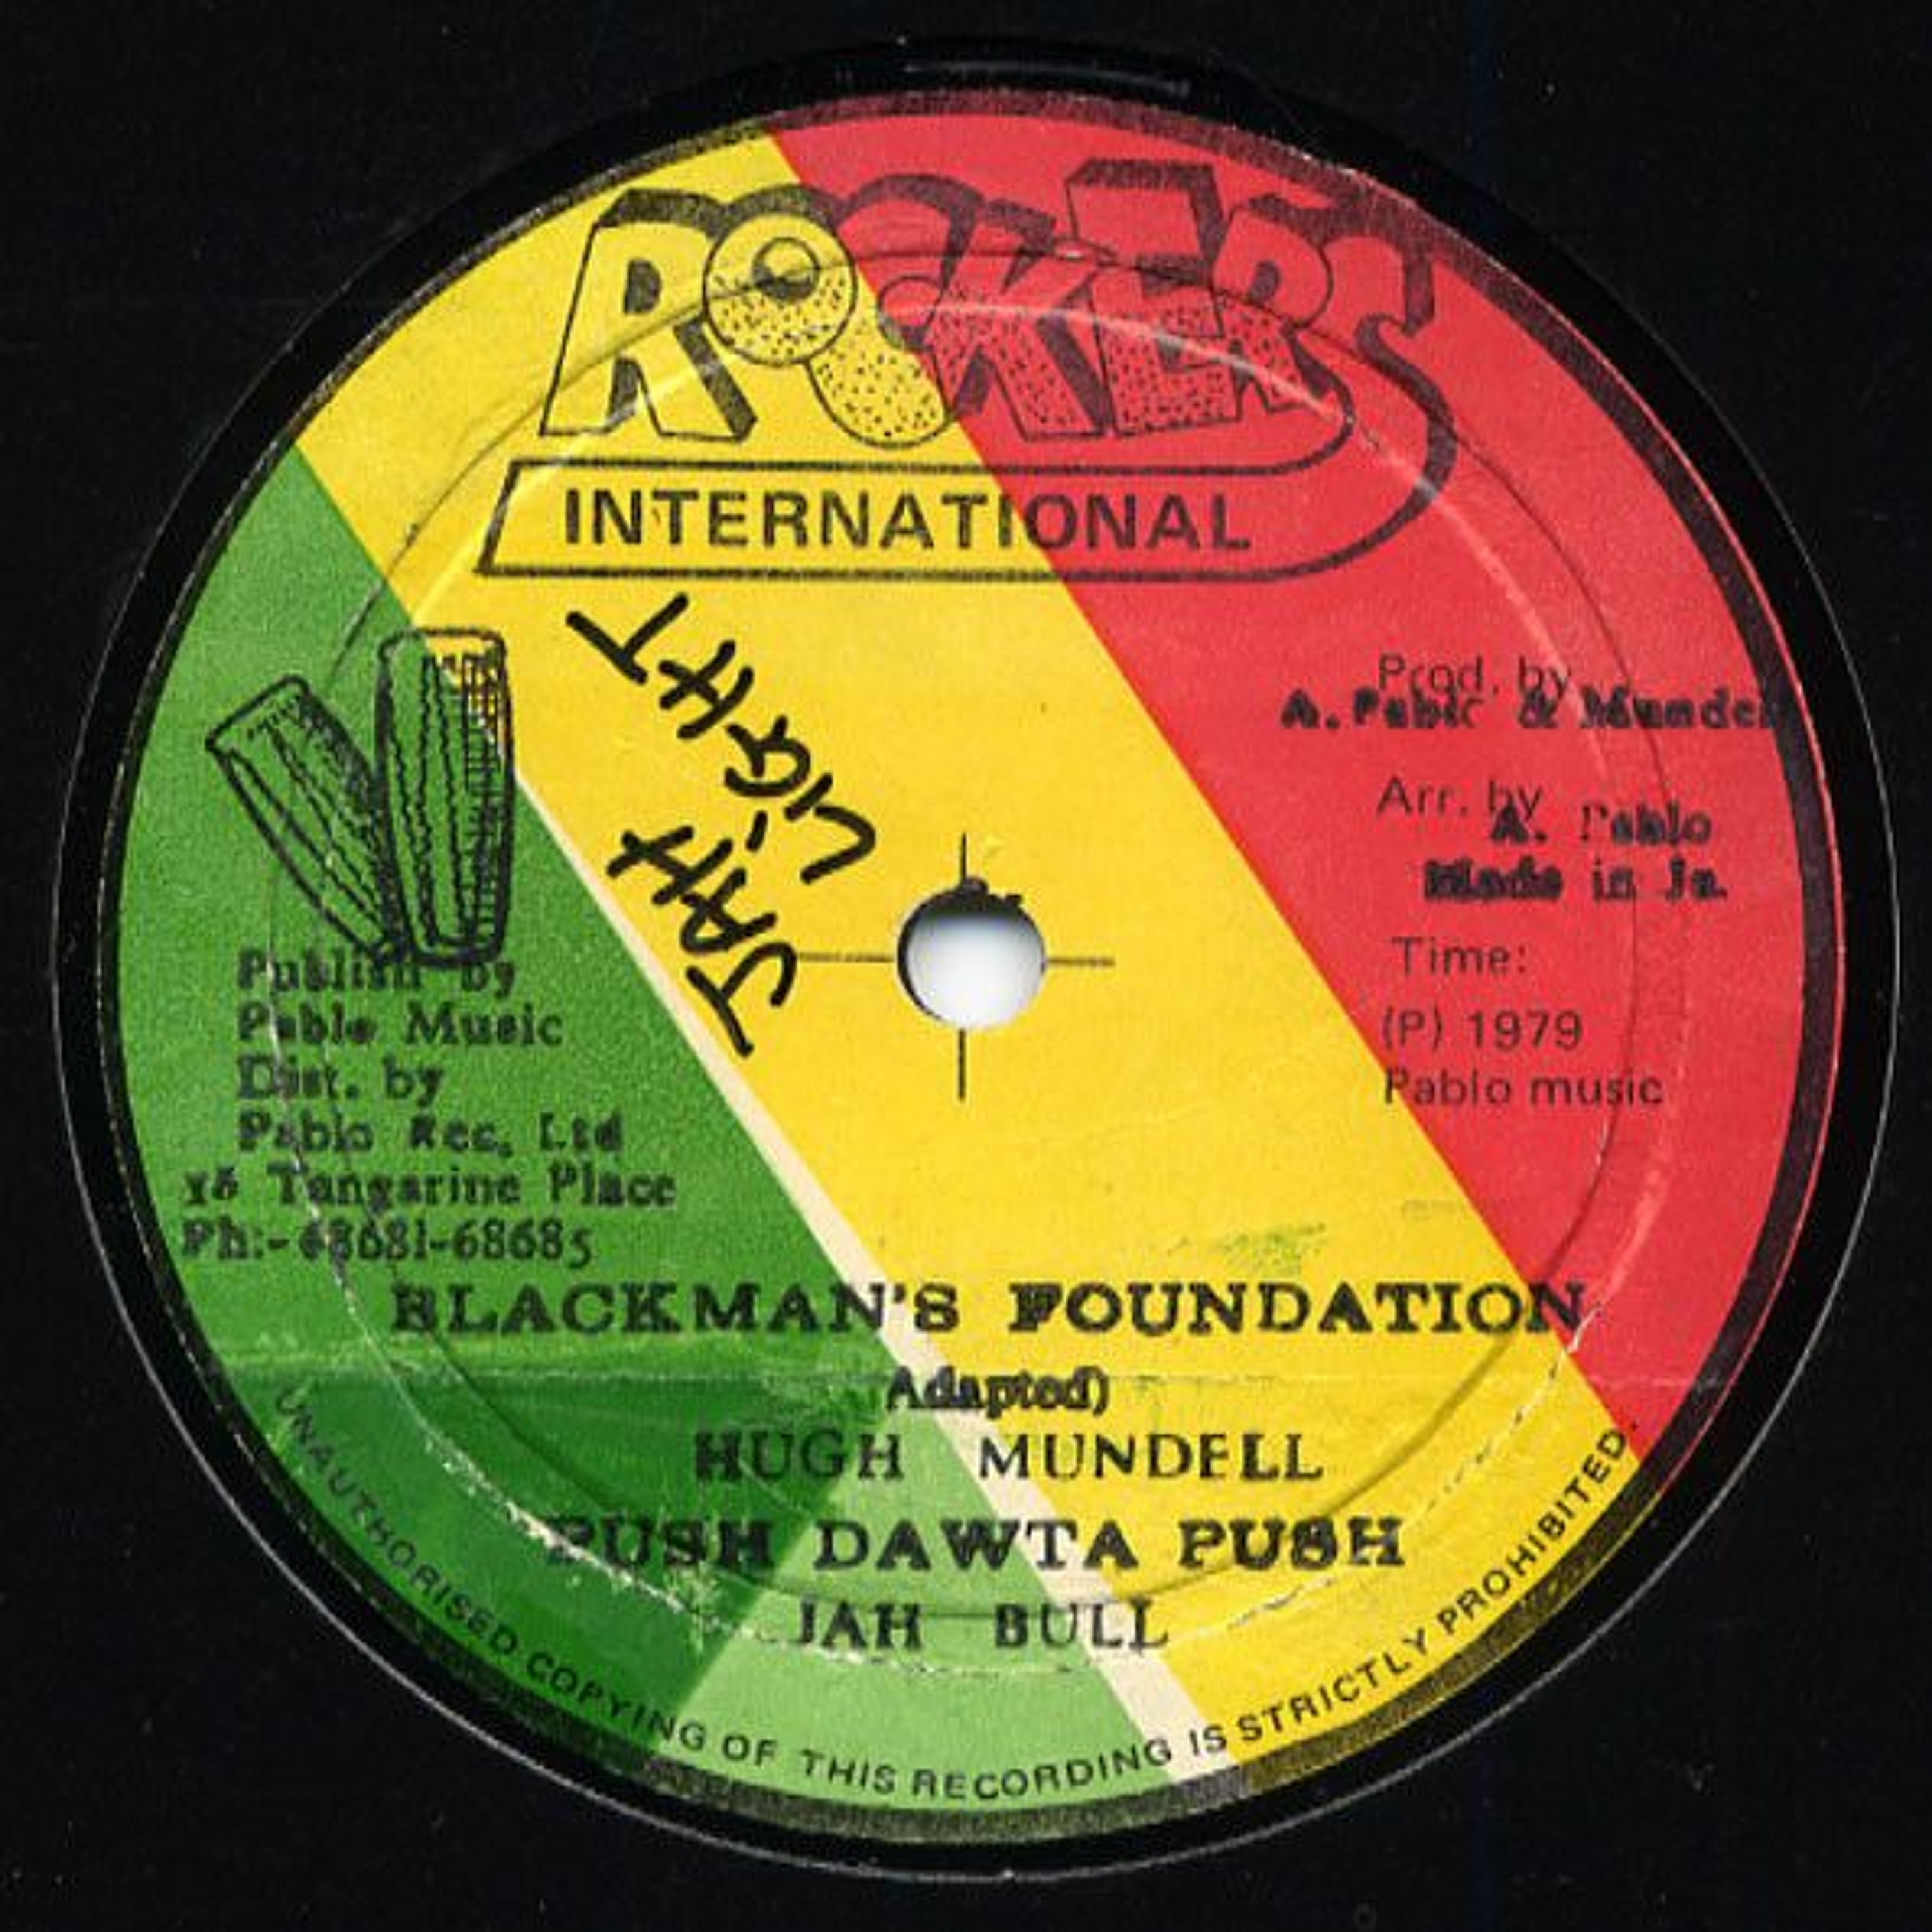 ROCKERS
INTERNATIONAL
JAH
LIGHT
Prod. by
A. Pablo & Mundel
Arr. by
A. Pablo
Made in Ja.
Time:
(P) 1979
Pablo music
Publish by
Pablo Music
Dist. by
Pablo Rec. Ltd
Tangarine Place
Ph:-68681-68685
BLACKMAN'S FOUNDATION
Adapted)
HUGH MUNDELL
PUSH DAWTA PUSH
JAH BULL
UNAUTHORISED COPYING OF THIS RECORDING IS STRICTLY PROHIBITED.